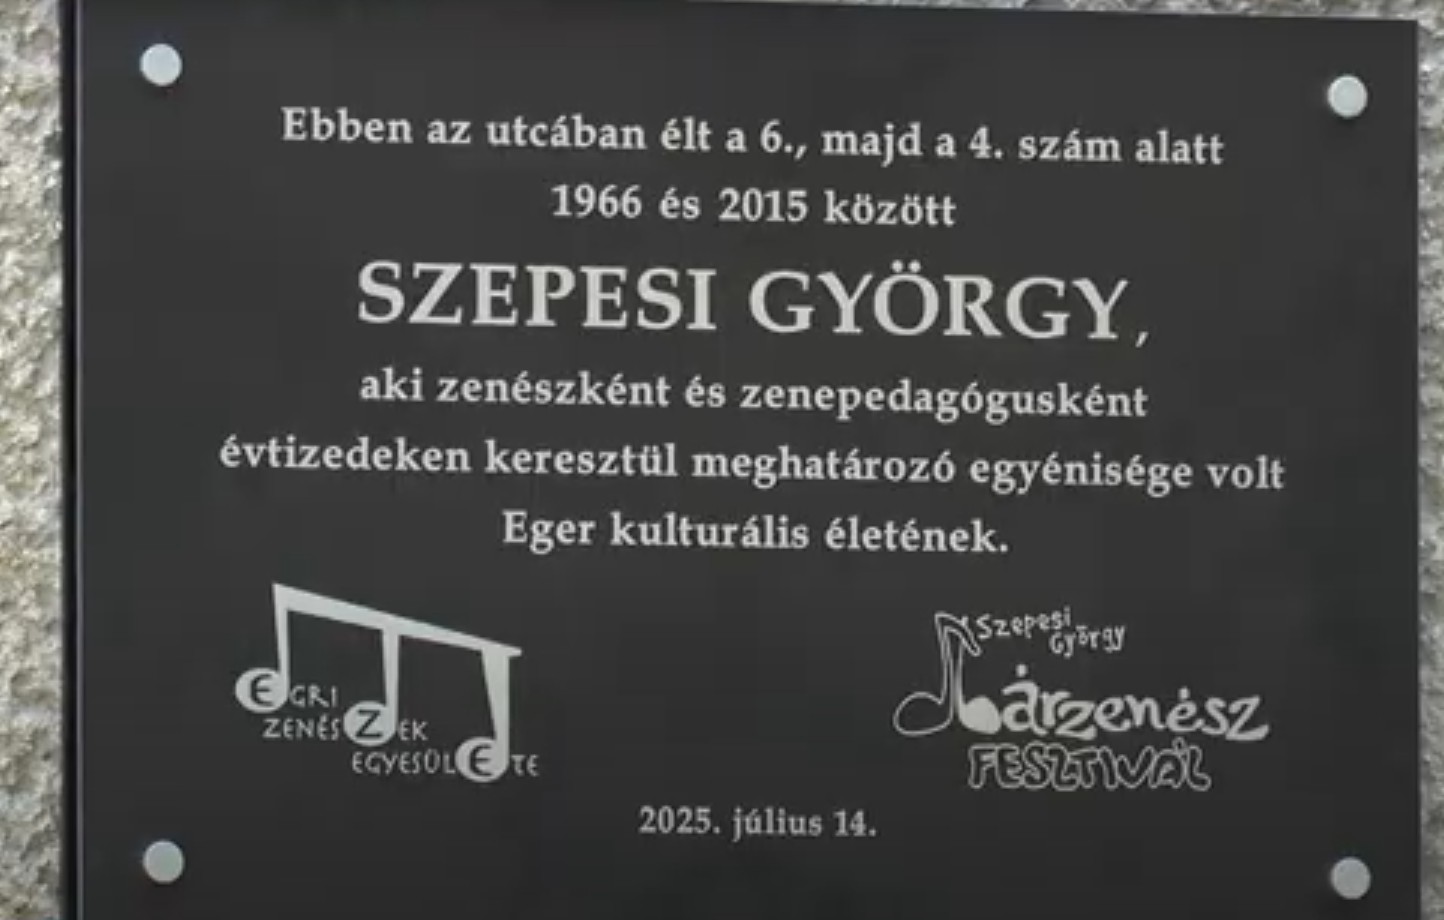 Ebben az utcában élt a 6., majd a 4. szám alatt
1966 és 2015 között
SZEPESI GYÖRGY,
aki zenészként és zenepedagógusként
évtizedeken keresztül meghatározó egyénisége volt
Eger kulturális életének.
EGRI
ZENÉSZEK
EGYESÜLETE
Szepesi
György
Bárzenész
FESZTIVÁL
2025. július 14.